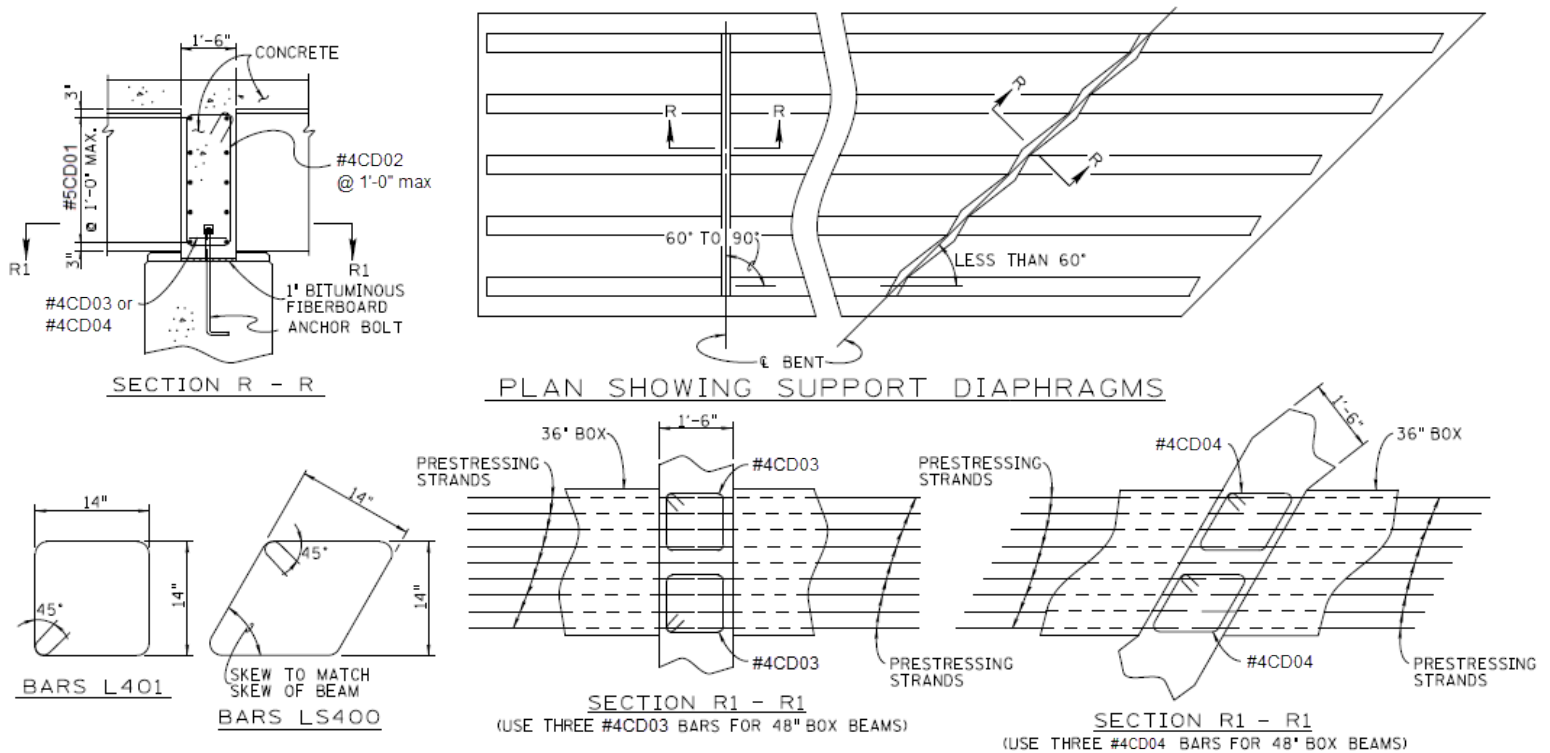 1'-6"
CONCRETE
3"
#5CD01
@ 1'-0" MAX.
3"
#4CD02
@ 1'-0" max
R1
R1
#4CD03 or
#4CD04
1" BITUMINOUS
FIBERBOARD
ANCHOR BOLT
SECTION R - R
R
R
R
R
60° TO 90°
LESS THAN 60°
℄ BENT
PLAN SHOWING SUPPORT DIAPHRAGMS
14"
14"
45°
BARS L401
14"
45°
14"
SKEW TO MATCH
SKEW OF BEAM
BARS LS400
1'-6"
36" BOX
#4CD03
PRESTRESSING
STRANDS
#4CD03
PRESTRESSING
STRANDS
SECTION R1 - R1
(USE THREE #4CD03 BARS FOR 48" BOX BEAMS)
1'-6"
#4CD04
36" BOX
PRESTRESSING
STRANDS
#4CD04
PRESTRESSING
STRANDS
SECTION R1 - R1
(USE THREE #4CD04 BARS FOR 48" BOX BEAMS)